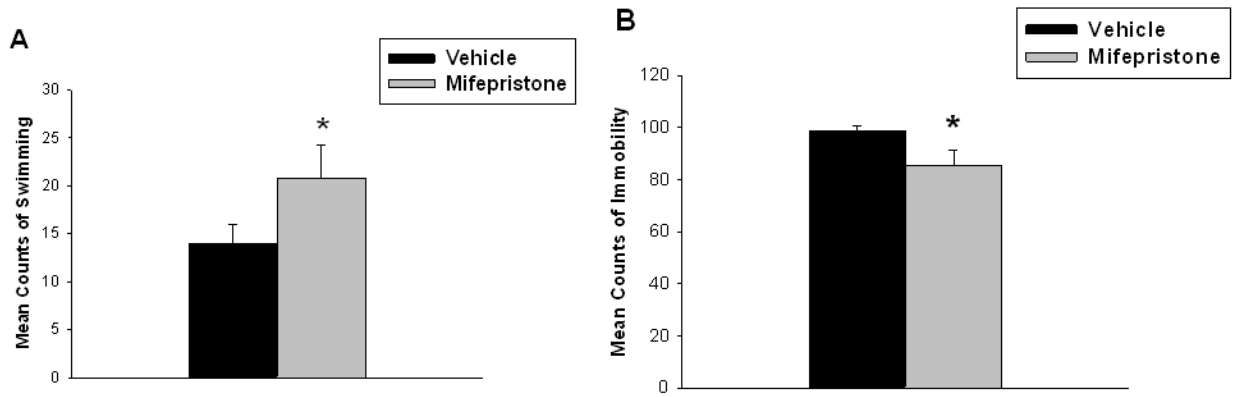 A
Vehicle
Mifepristone
30
25
20
15
10
5
0
Mean Counts of Swimming
*
B
Vehicle
Mifepristone
120
100
80
60
40
20
0
Mean Counts of Immobility
*